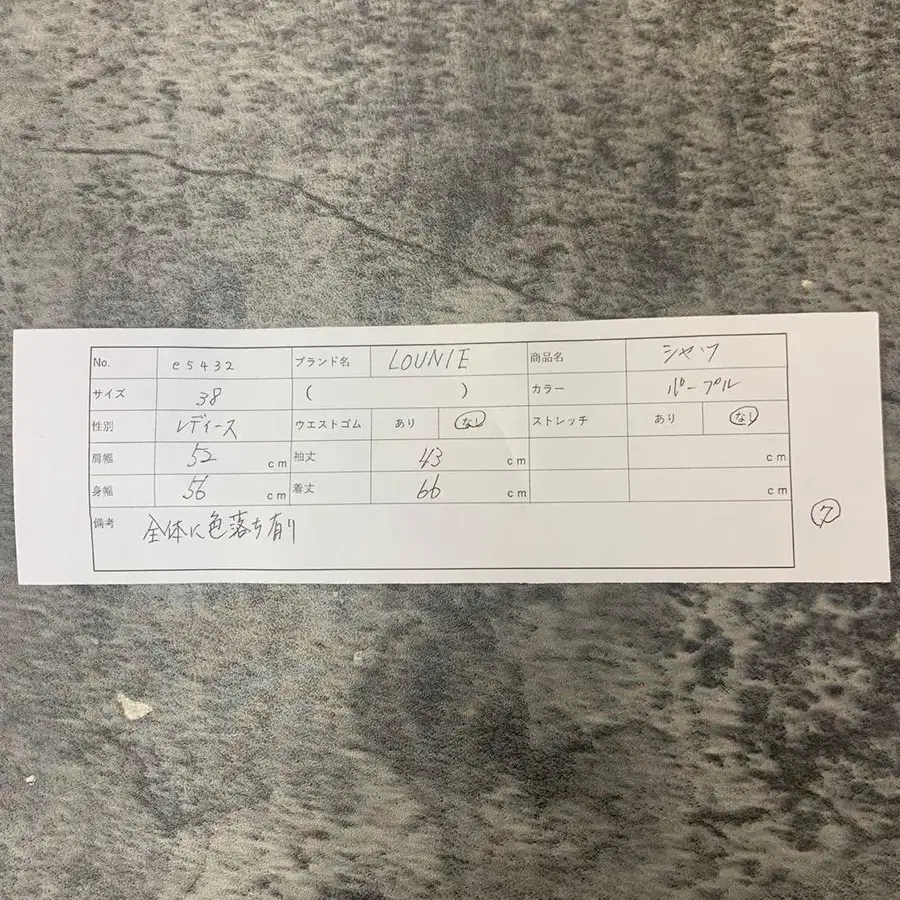 No. e5432 ブランド名 LOUNIE 商品名 シャツ
サイズ 38 ( ) カラー パープル
性別 レディース ウエストゴム あり なし ストレッチ あり なし
肩幅 52 cm 袖丈 43 cm cm
身幅 56 cm 着丈 66 cm cm
備考 全体に色落ち有り
7